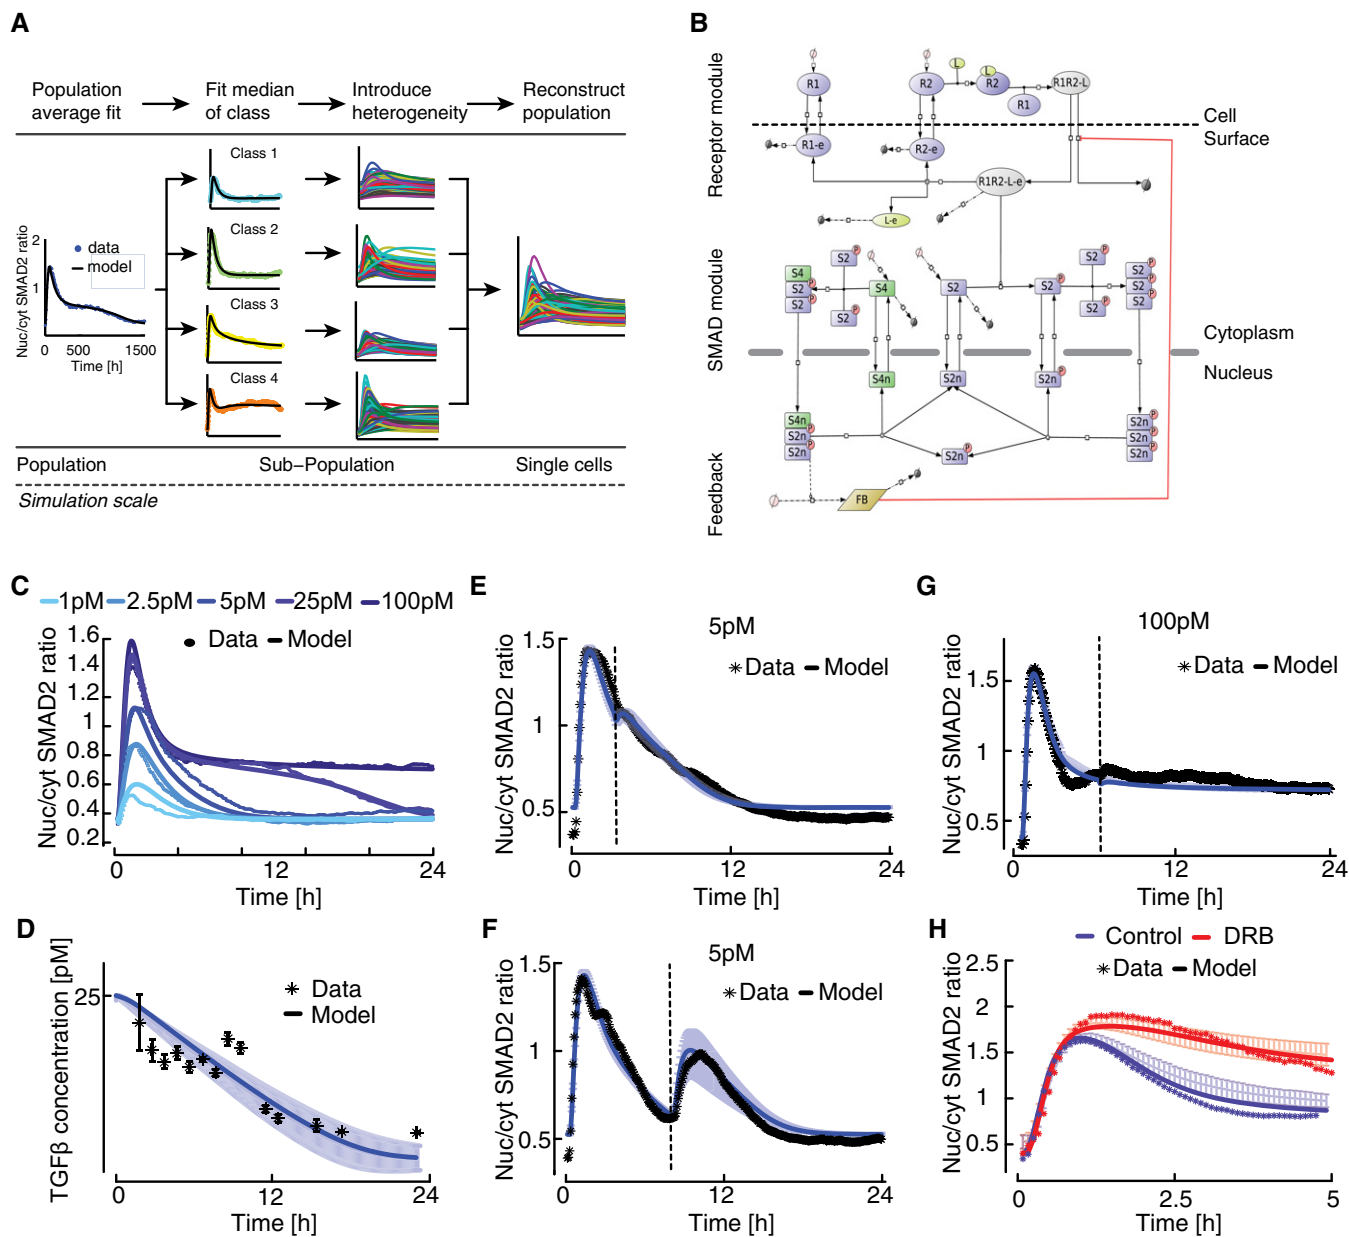 A
Population average fit
Fit median of class
Introduce heterogeneity
Reconstruct population
Class 1
Class 2
Class 3
Class 4
Nuc/cyt SMAD2 ratio
2
1
data
model
0 500 1500
Time [h]
Population
Sub–Population
Single cells
Simulation scale
B
Receptor module
SMAD module
Feedback
R1
R2
L
L
R2
R1
R1R2-L
Cell
Surface
R1-e
R2-e
R1R2-L-e
L-e
S4
S2 P
S2 P
S2 P
S2 P
S4
S2
S2 P
S2 P
S2 P
S2 P
S2 P
S2 P
Cytoplasm
Nucleus
S4n
S2n
S2n P
S4n
S2n P
S2n P
S2n P
S2n P
S2n P
S2n P
FB
C
1pM 2.5pM 5pM 25pM 100pM
Data Model
Nuc/cyt SMAD2 ratio
1.6
1.4
1.2
1
0.8
0.6
0.4
0.2
0 12 24
Time [h]
D
TGFβ concentration [pM]
25
Data
Model
0 12 24
Time [h]
E
5pM
Data Model
Nuc/cyt SMAD2 ratio
1.5
1
0.5
0 12 24
Time [h]
F
5pM
Data Model
Nuc/cyt SMAD2 ratio
1.5
1
0.5
0 12 24
Time [h]
G
100pM
Data Model
Nuc/cyt SMAD2 ratio
1.5
1
0.5
0 12 24
Time [h]
H
Control DRB
Data Model
Nuc/cyt SMAD2 ratio
2.5
2
1.5
1
0.5
0 2.5 5
Time [h]